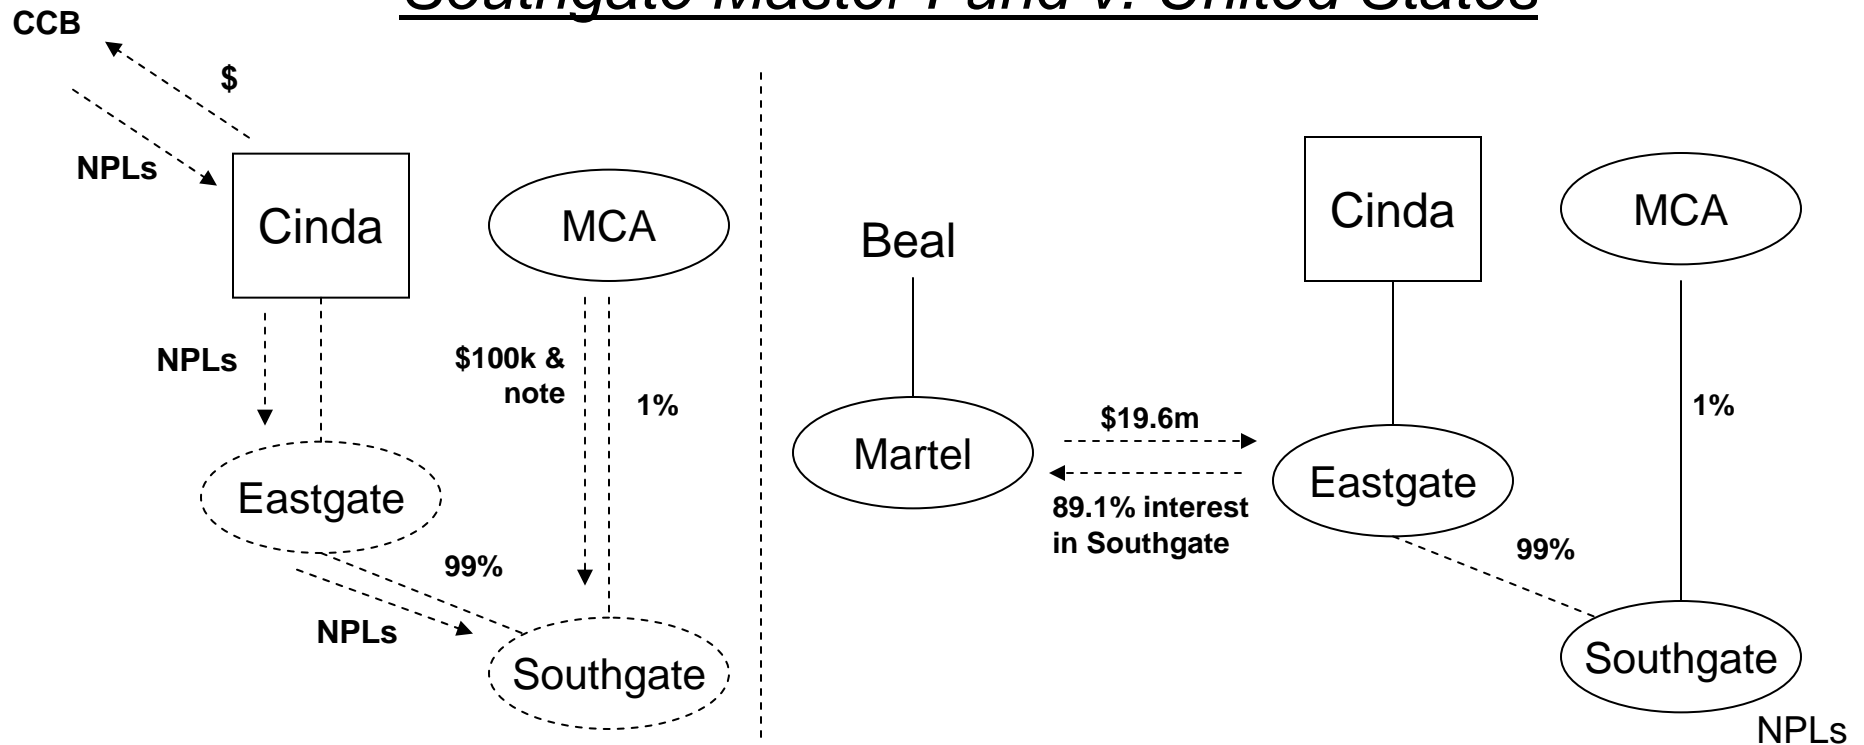 Southgate Master Fund v. United States
CCB
$
NPLs
Cinda
MCA
NPLs
$100k &
note
1%
Eastgate
99%
NPLs
Southgate
Beal
Cinda
MCA
Martel
$19.6m
89.1% interest
in Southgate
Eastgate
1%
99%
Southgate
NPLs